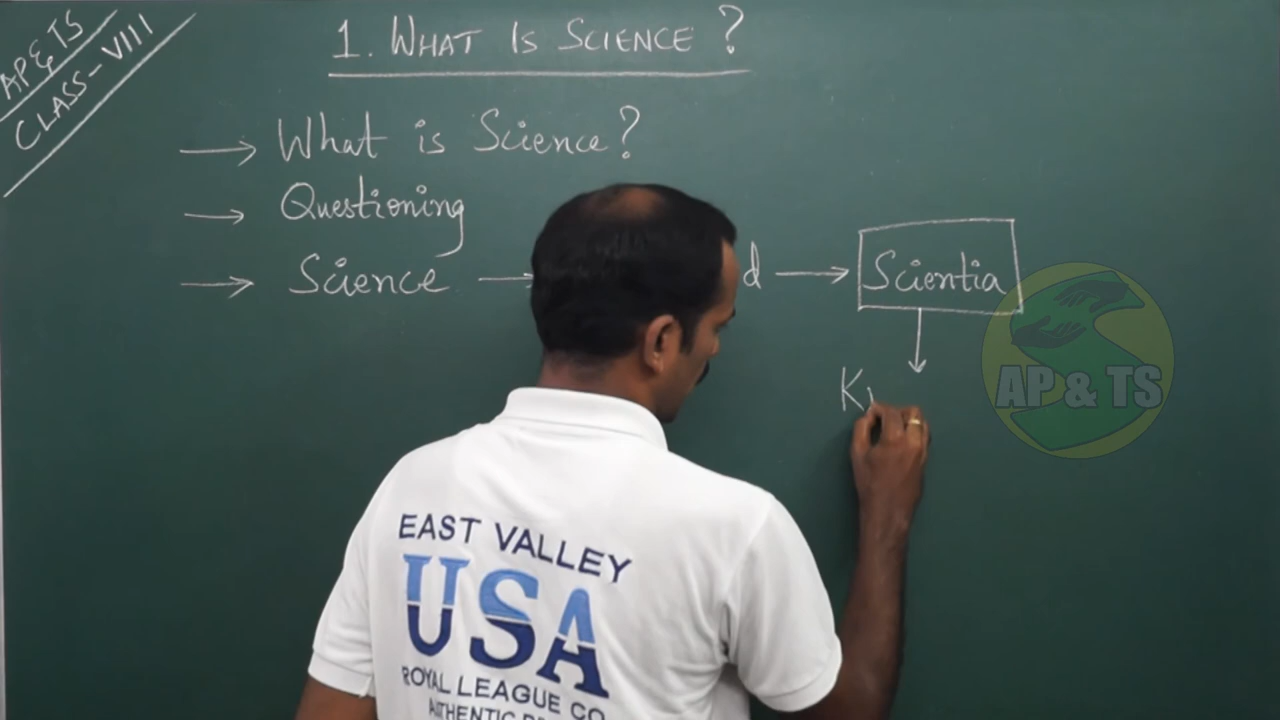 AP & TS
CLASS-VIII
1. WHAT IS SCIENCE?
→ What is Science?
→ Questioning
→ Science → d → Scientia
AP & TS
EAST VALLEY
USA
ROYAL LEAGUE CO
AUTHENTIC